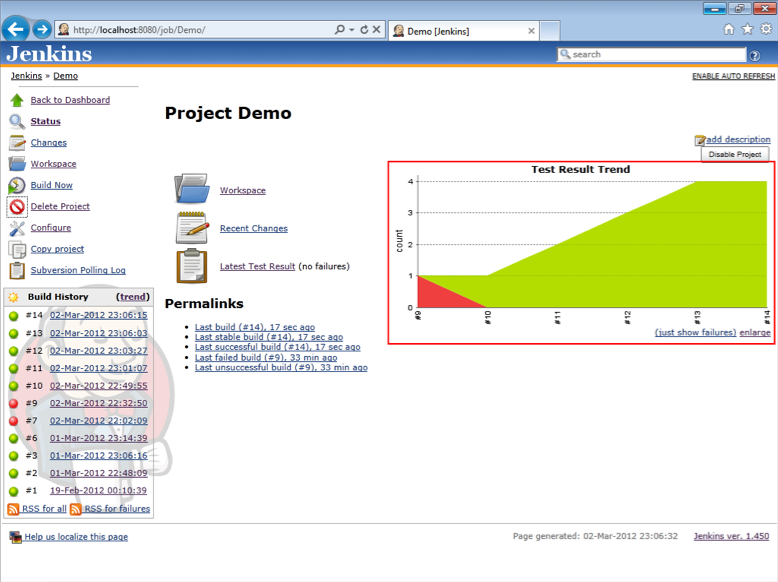 http://localhost:8080/job/Demo/
Demo [Jenkins]
Jenkins
search
Jenkins » Demo
ENABLE AUTO REFRESH
Back to Dashboard
Status
Changes
Workspace
Build Now
Delete Project
Configure
Copy project
Subversion Polling Log
Build History (trend)
#14 02-Mar-2012 23:06:15
#13 02-Mar-2012 23:06:03
#12 02-Mar-2012 23:03:27
#11 02-Mar-2012 23:01:07
#10 02-Mar-2012 22:49:55
#9 02-Mar-2012 22:32:50
#7 02-Mar-2012 22:02:09
#6 01-Mar-2012 23:14:39
#3 01-Mar-2012 23:06:16
#2 01-Mar-2012 22:48:09
#1 19-Feb-2012 00:10:39
RSS for all RSS for failures
Project Demo
add description
Disable Project
Workspace
Recent Changes
Latest Test Result (no failures)
Permalinks
• Last build (#14), 17 sec ago
• Last stable build (#14), 17 sec ago
• Last successful build (#14), 17 sec ago
• Last failed build (#9), 33 min ago
• Last unsuccessful build (#9), 33 min ago
Test Result Trend
count
4
3
2
1
0
#9 #10 #11 #12 #13 #14
(just show failures) enlarge
Help us localize this page
Page generated: 02-Mar-2012 23:06:32
Jenkins ver. 1.450